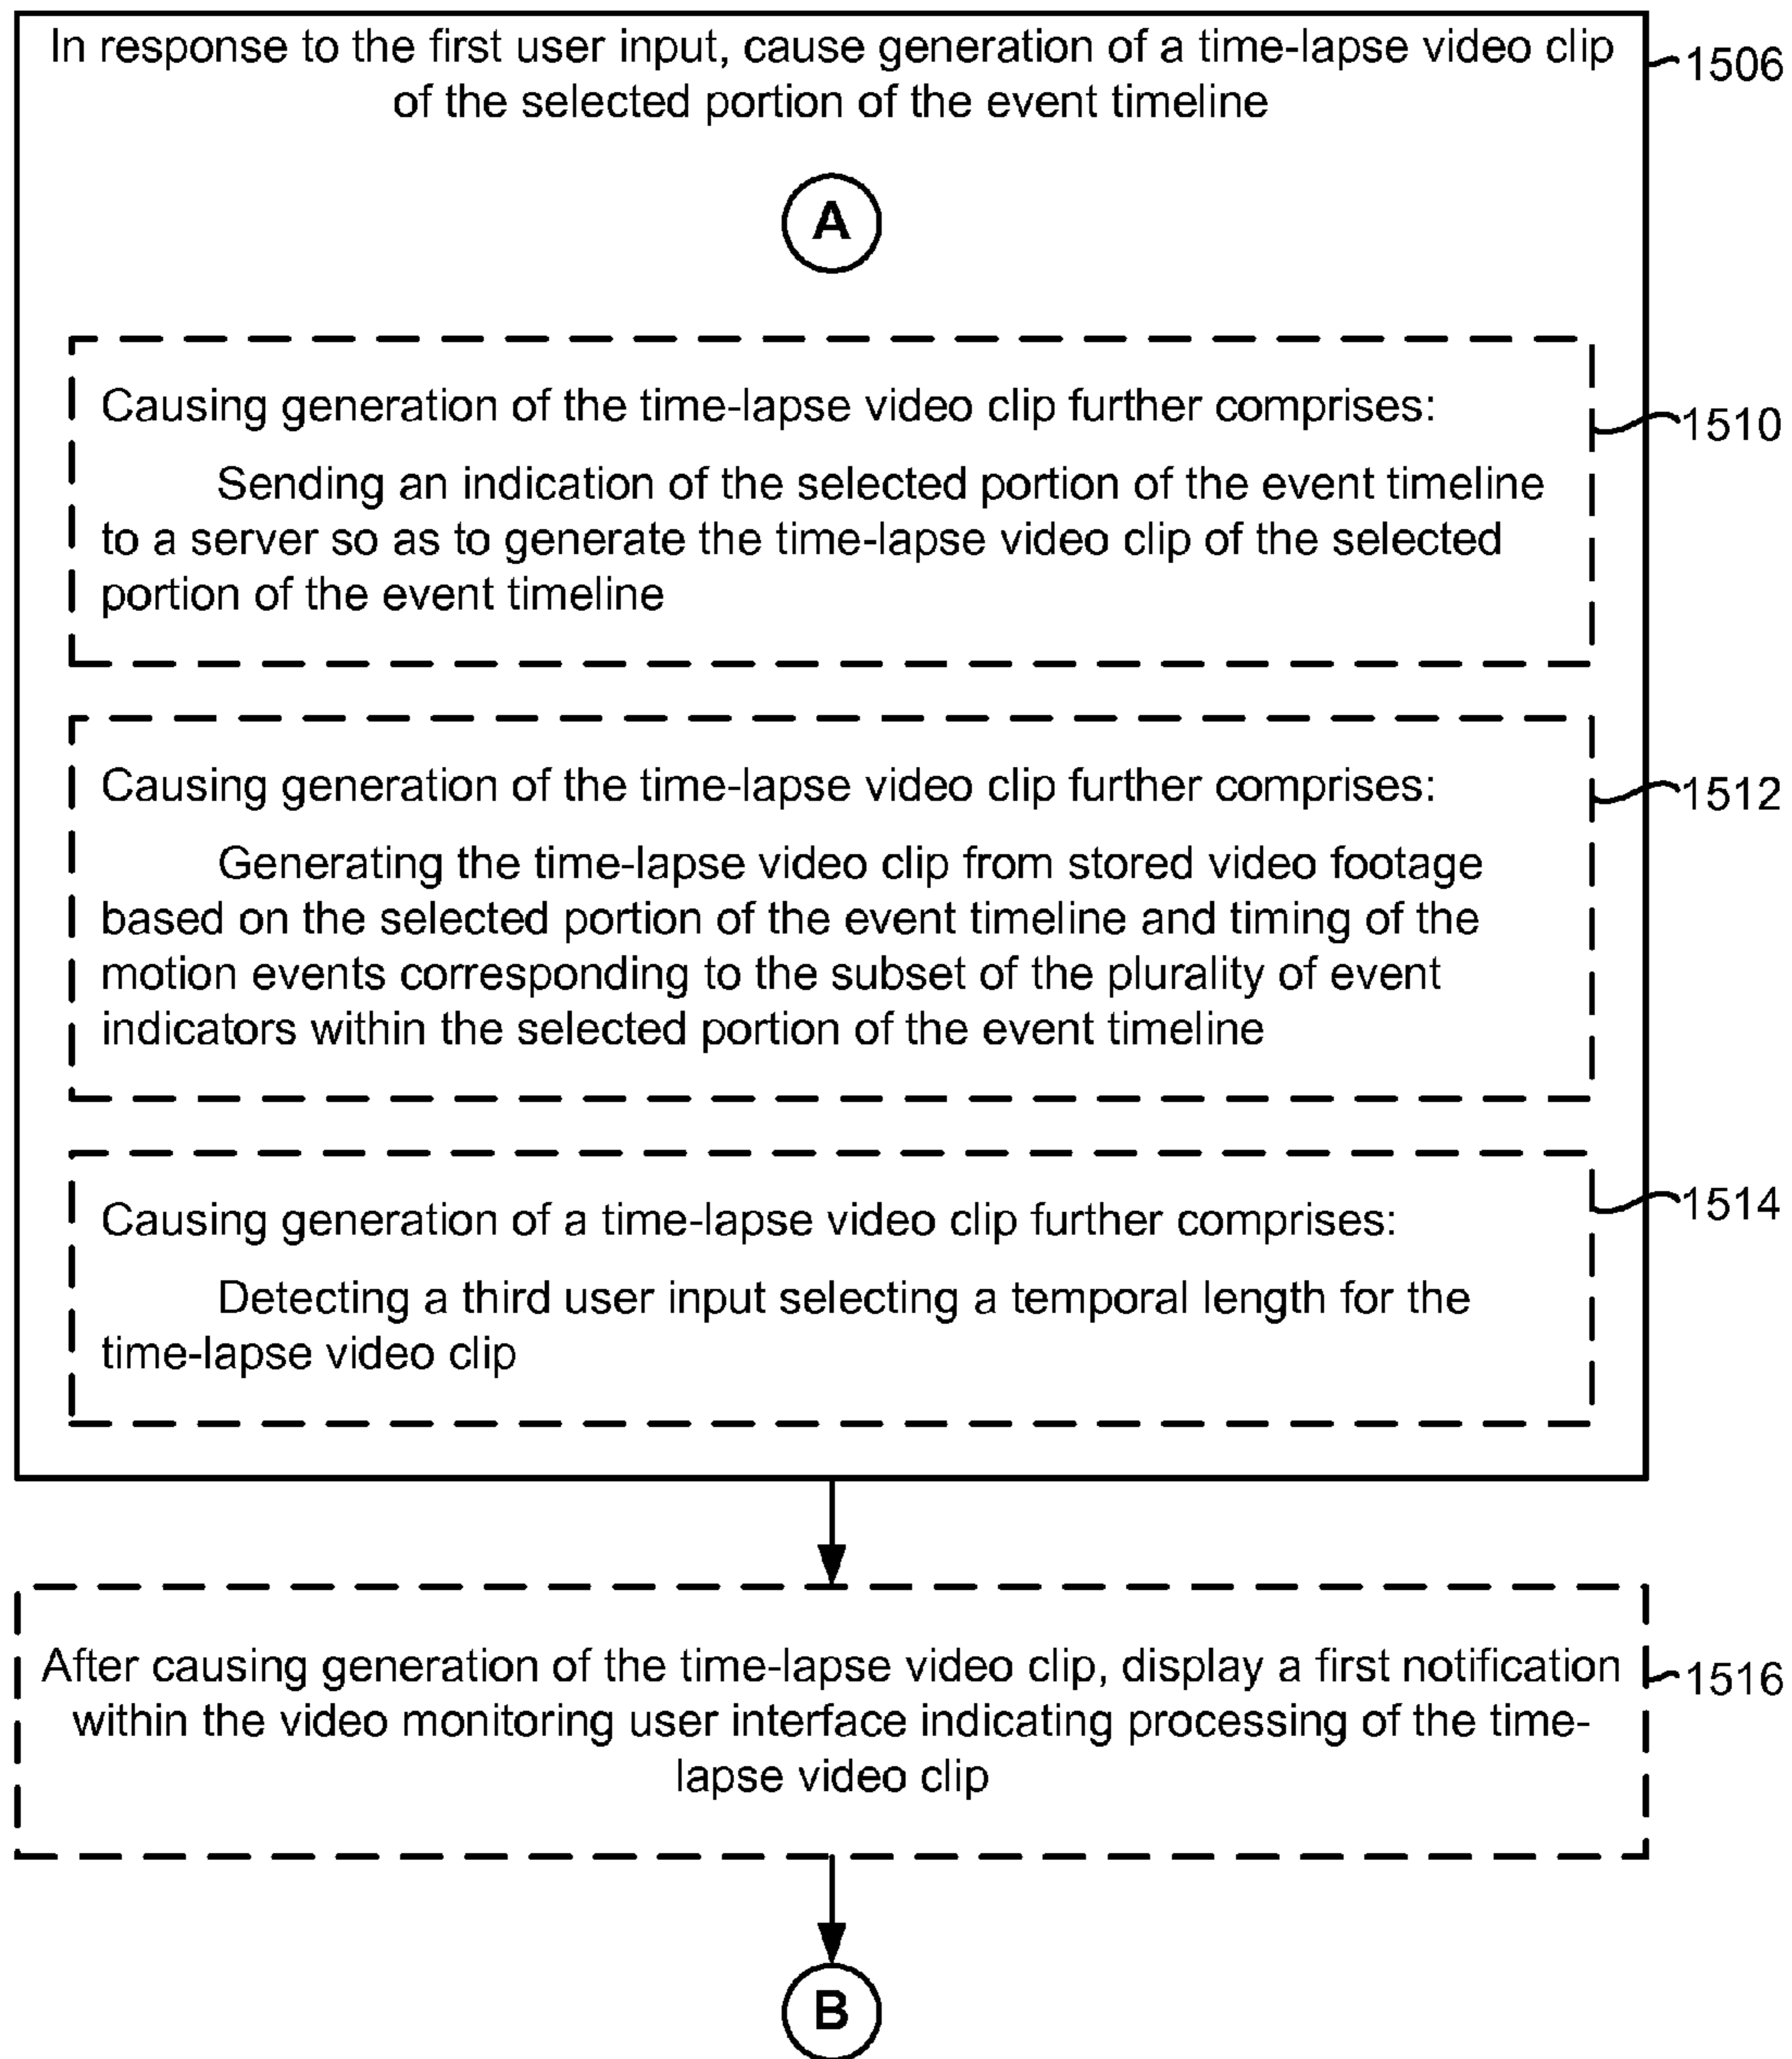 In response to the first user input, cause generation of a time-lapse video clip
of the selected portion of the event timeline
1506
A
Causing generation of the time-lapse video clip further comprises:
1510
Sending an indication of the selected portion of the event timeline
to a server so as to generate the time-lapse video clip of the selected
portion of the event timeline
Causing generation of the time-lapse video clip further comprises:
1512
Generating the time-lapse video clip from stored video footage
based on the selected portion of the event timeline and timing of the
motion events corresponding to the subset of the plurality of event
indicators within the selected portion of the event timeline
Causing generation of a time-lapse video clip further comprises:
1514
Detecting a third user input selecting a temporal length for the
time-lapse video clip
After causing generation of the time-lapse video clip, display a first notification
1516
within the video monitoring user interface indicating processing of the time-
lapse video clip
B